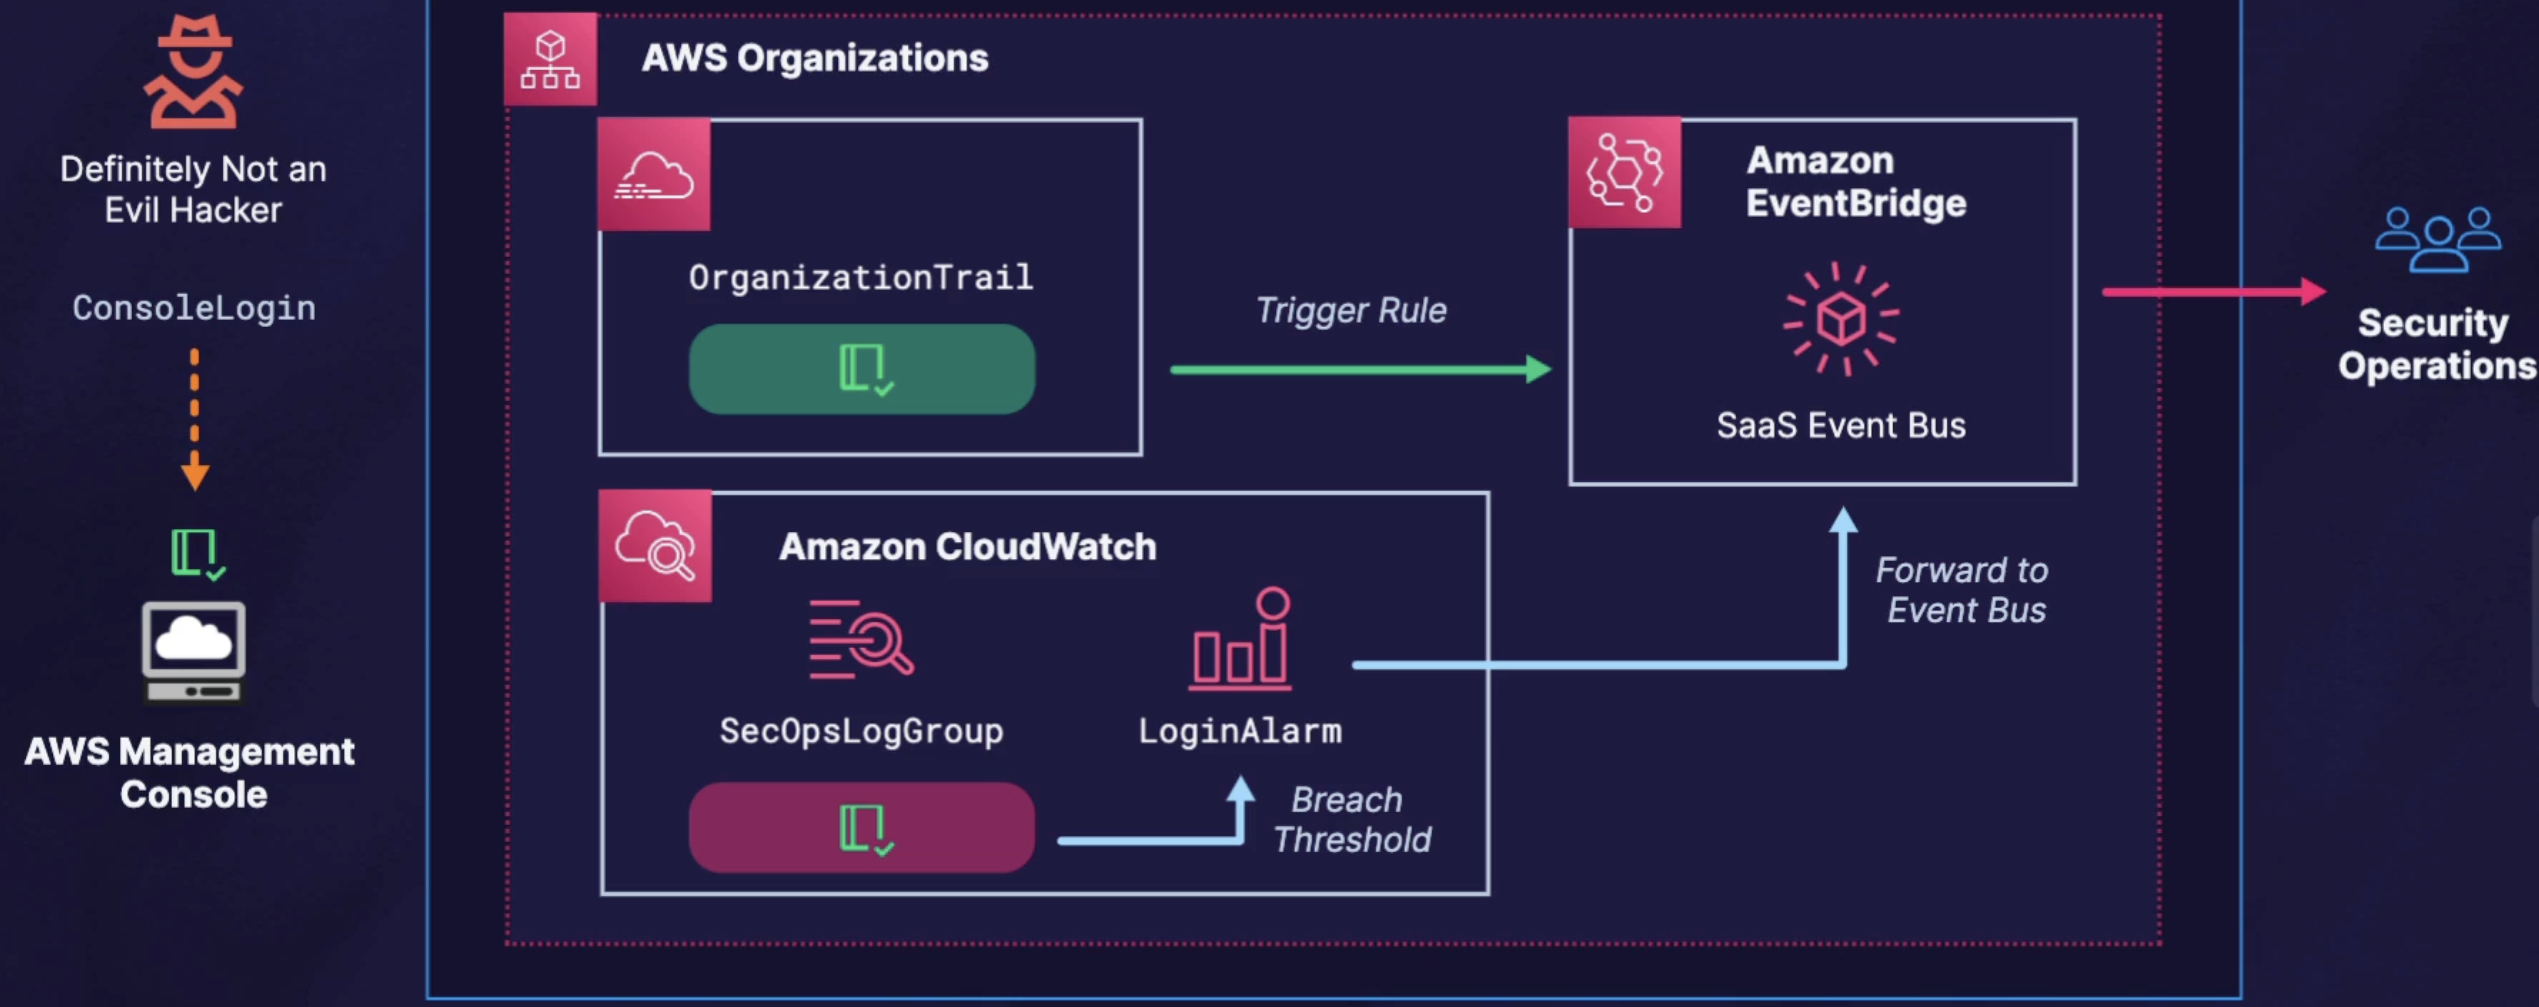 Definitely Not an
Evil Hacker
ConsoleLogin
AWS Management
Console
AWS Organizations
OrganizationTrail
Trigger Rule
Amazon
EventBridge
SaaS Event Bus
Security
Operations
Amazon CloudWatch
SecOpsLogGroup
LoginAlarm
Breach
Threshold
Forward to
Event Bus